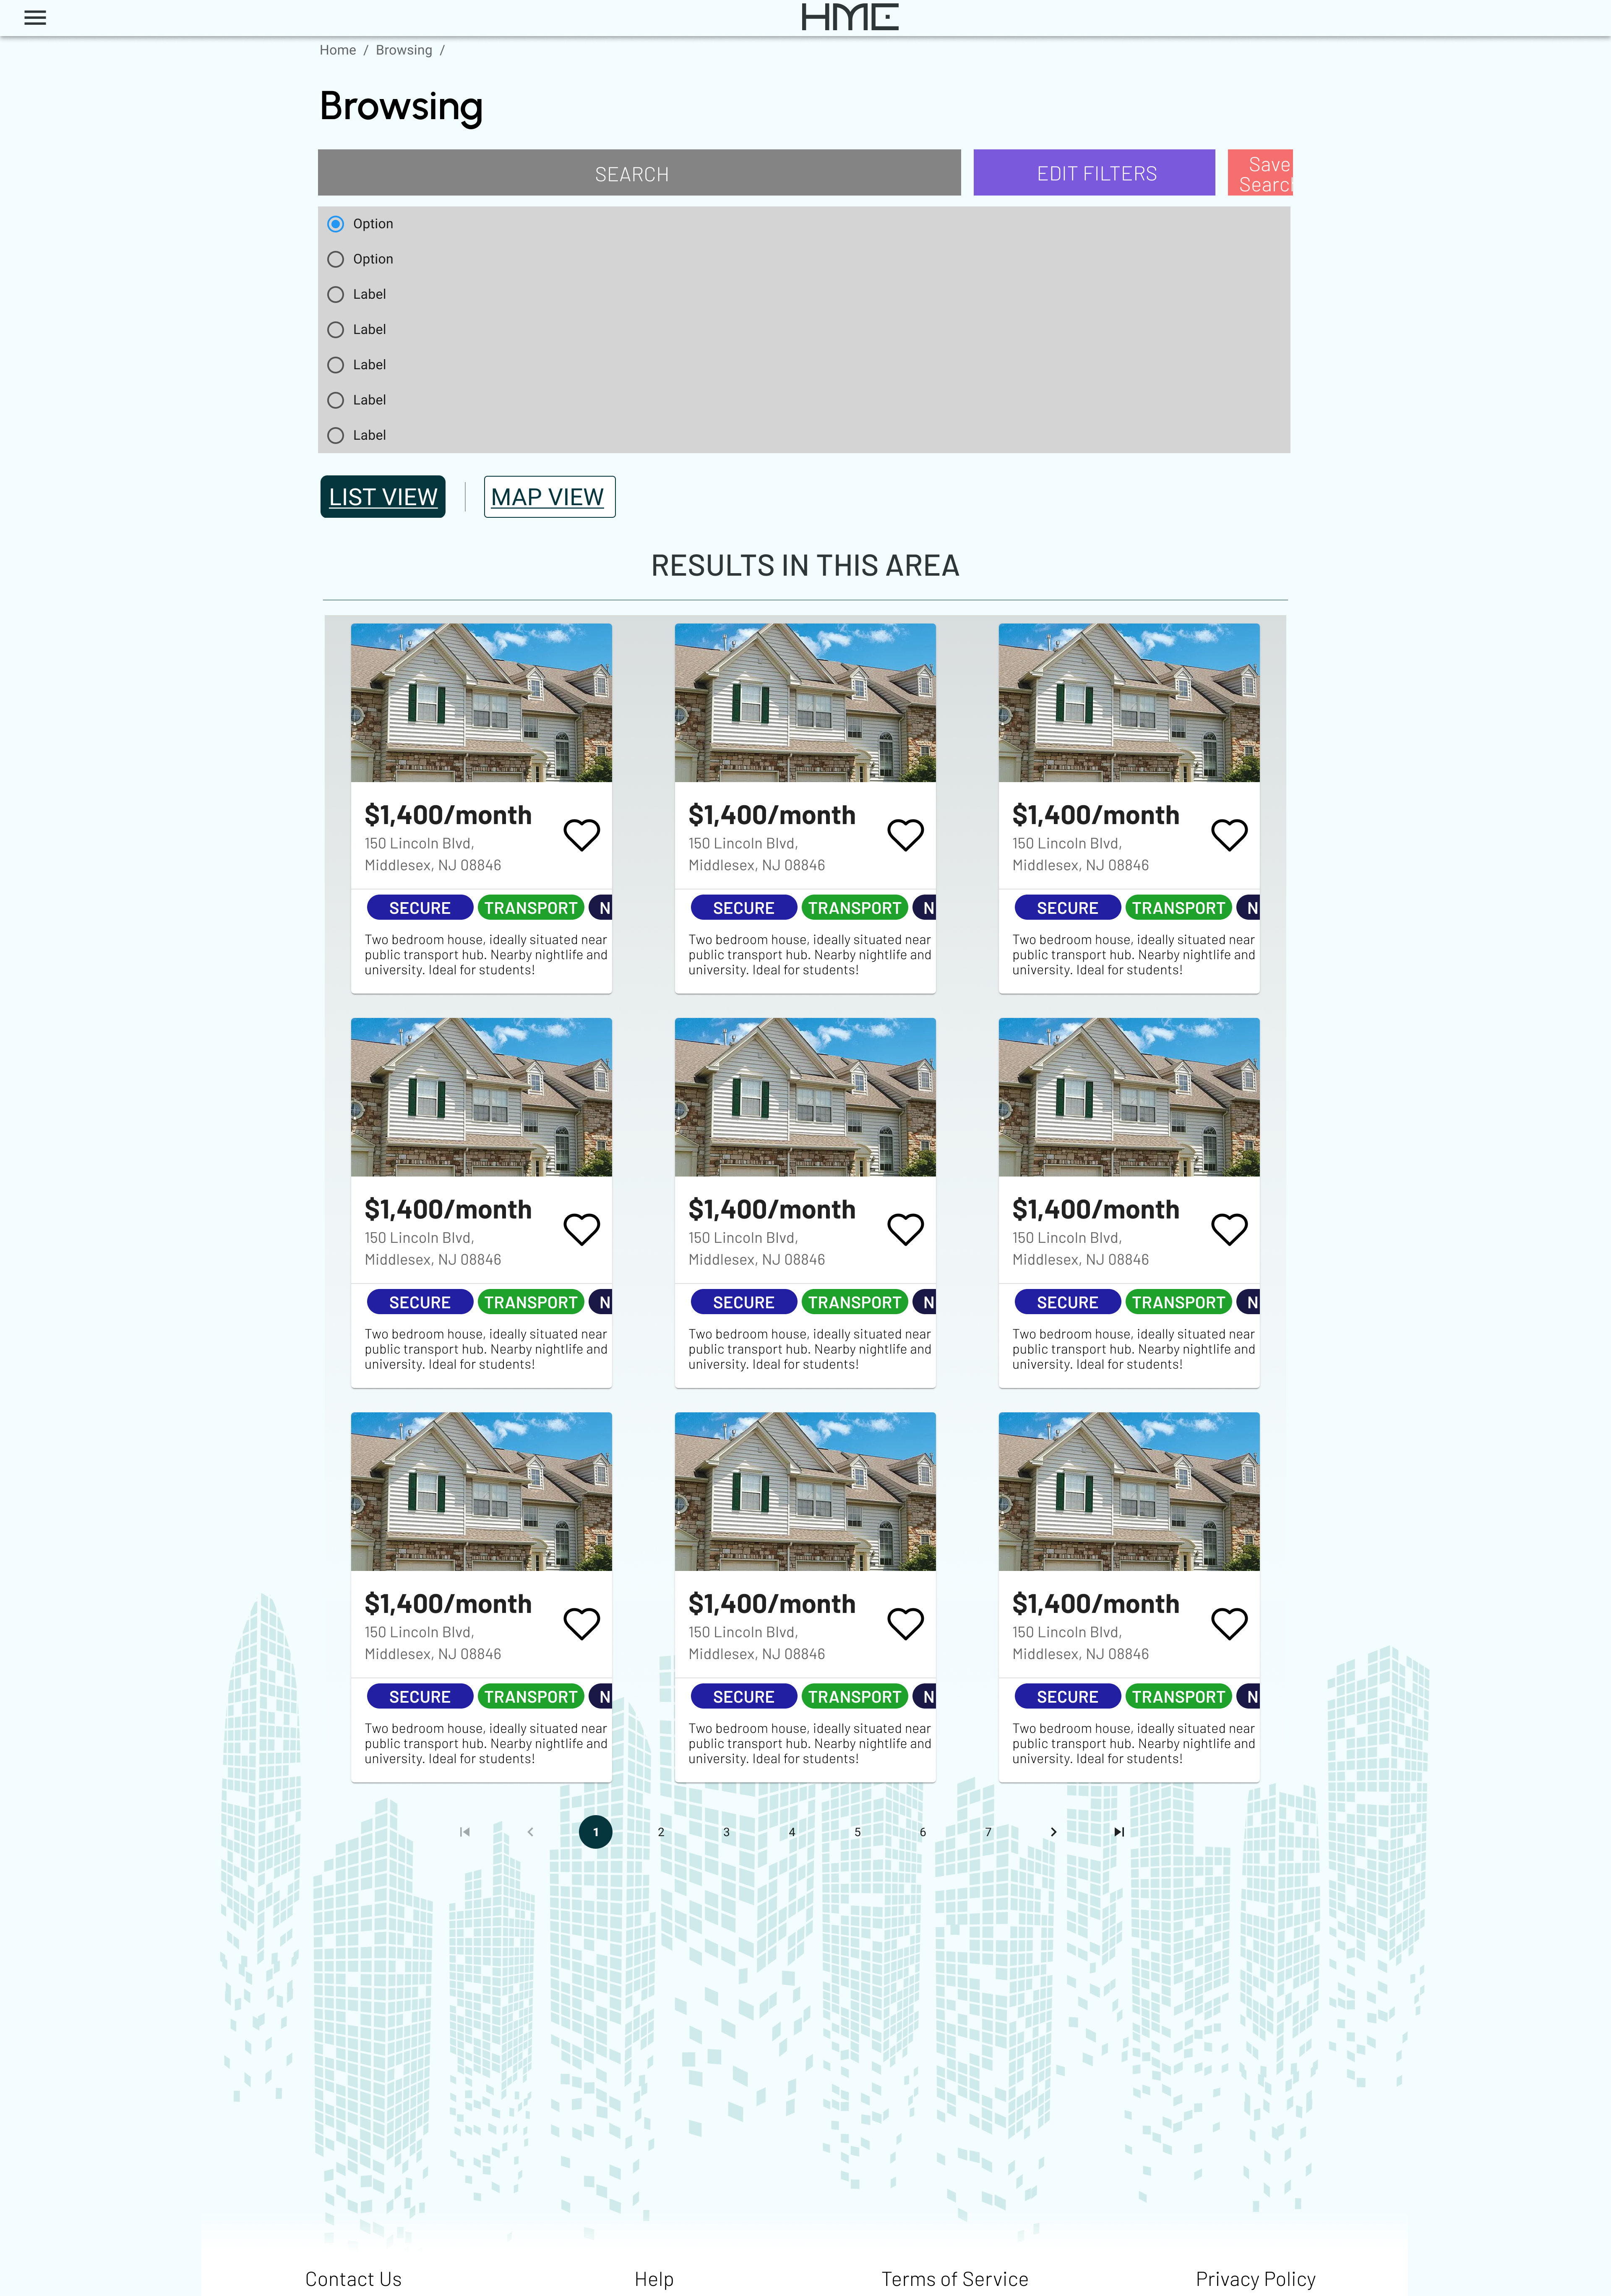 HME
Home / Browsing /
Browsing
SEARCH
EDIT FILTERS
Save
Search
Option
Option
Label
Label
Label
Label
Label
LIST VIEW
MAP VIEW
RESULTS IN THIS AREA
$1,400/month
150 Lincoln Blvd,
Middlesex, NJ 08846
SECURE TRANSPORT N
Two bedroom house, ideally situated near
public transport hub. Nearby nightlife and
university. Ideal for students!
$1,400/month
150 Lincoln Blvd,
Middlesex, NJ 08846
SECURE TRANSPORT N
Two bedroom house, ideally situated near
public transport hub. Nearby nightlife and
university. Ideal for students!
$1,400/month
150 Lincoln Blvd,
Middlesex, NJ 08846
SECURE TRANSPORT N
Two bedroom house, ideally situated near
public transport hub. Nearby nightlife and
university. Ideal for students!
$1,400/month
150 Lincoln Blvd,
Middlesex, NJ 08846
SECURE TRANSPORT N
Two bedroom house, ideally situated near
public transport hub. Nearby nightlife and
university. Ideal for students!
$1,400/month
150 Lincoln Blvd,
Middlesex, NJ 08846
SECURE TRANSPORT N
Two bedroom house, ideally situated near
public transport hub. Nearby nightlife and
university. Ideal for students!
$1,400/month
150 Lincoln Blvd,
Middlesex, NJ 08846
SECURE TRANSPORT N
Two bedroom house, ideally situated near
public transport hub. Nearby nightlife and
university. Ideal for students!
$1,400/month
150 Lincoln Blvd,
Middlesex, NJ 08846
SECURE TRANSPORT N
Two bedroom house, ideally situated near
public transport hub. Nearby nightlife and
university. Ideal for students!
$1,400/month
150 Lincoln Blvd,
Middlesex, NJ 08846
SECURE TRANSPORT N
Two bedroom house, ideally situated near
public transport hub. Nearby nightlife and
university. Ideal for students!
$1,400/month
150 Lincoln Blvd,
Middlesex, NJ 08846
SECURE TRANSPORT N
Two bedroom house, ideally situated near
public transport hub. Nearby nightlife and
university. Ideal for students!
1 2 3 4 5 6 7
Contact Us Help Terms of Service Privacy Policy